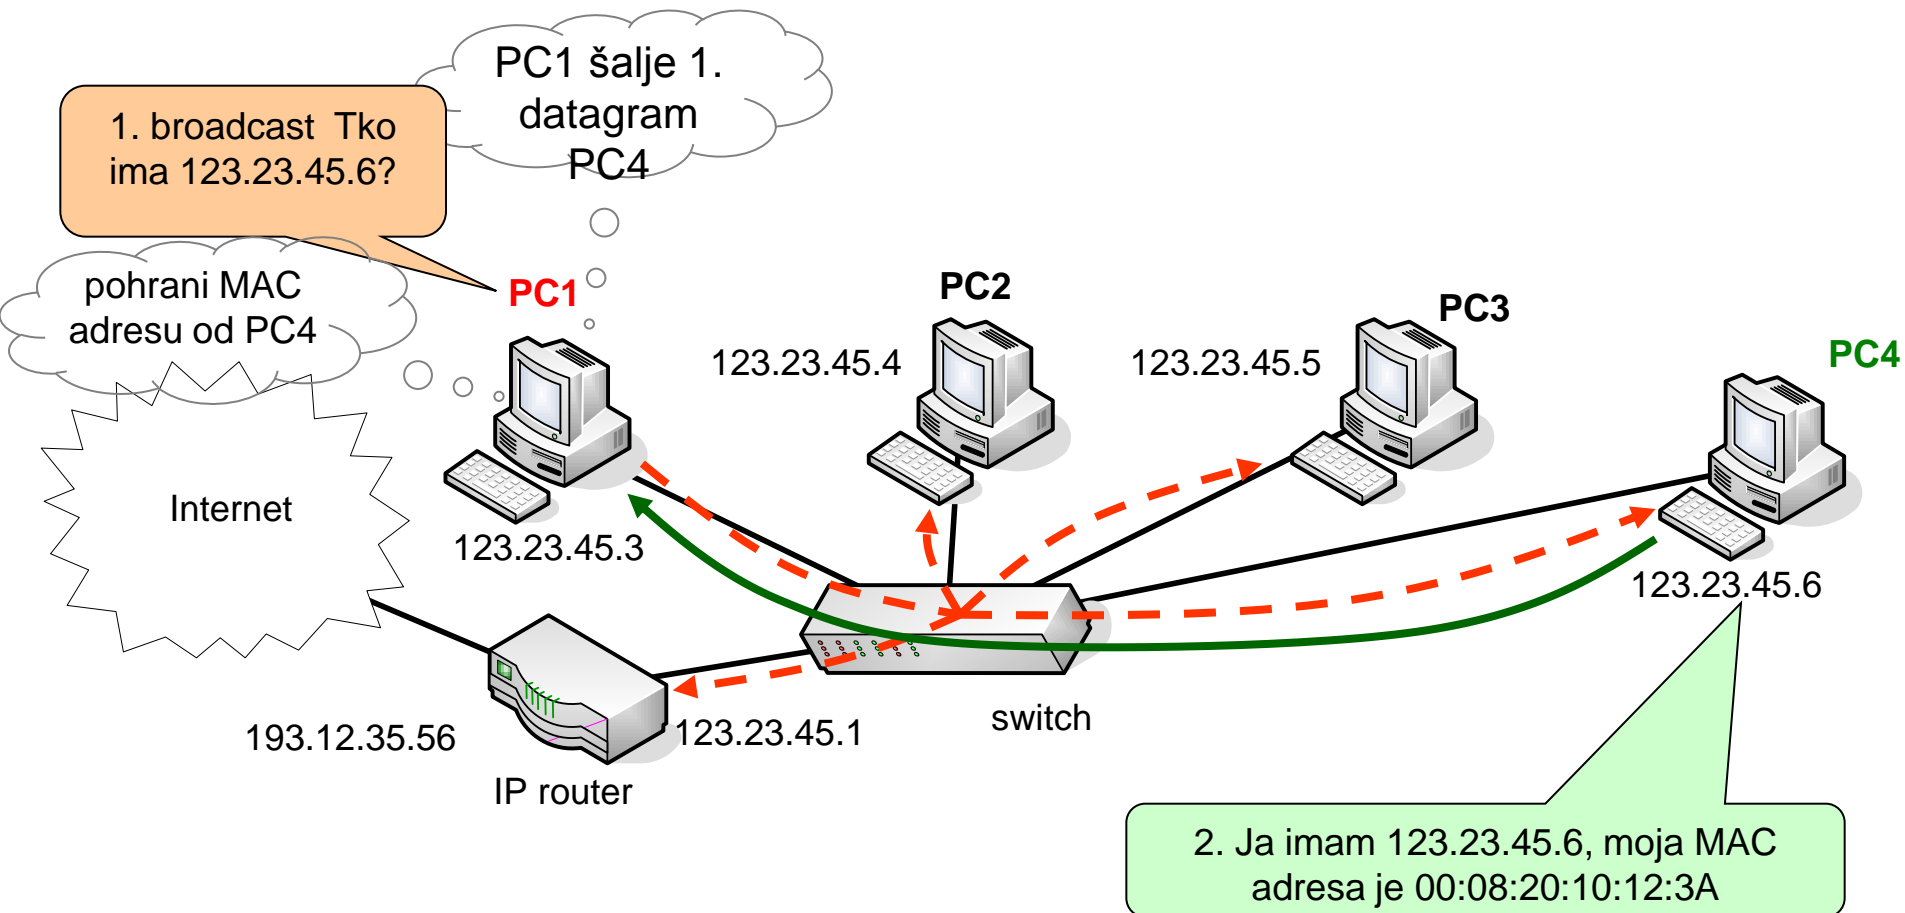 PC1 šalje 1.
datagram
PC4
1. broadcast  Tko
ima 123.23.45.6?
pohrani MAC
adresu od PC4
PC1
PC2
PC3
PC4
123.23.45.4
123.23.45.5
Internet
123.23.45.3
123.23.45.6
switch
193.12.35.56
123.23.45.1
IP router
2. Ja imam 123.23.45.6, moja MAC
adresa je 00:08:20:10:12:3A